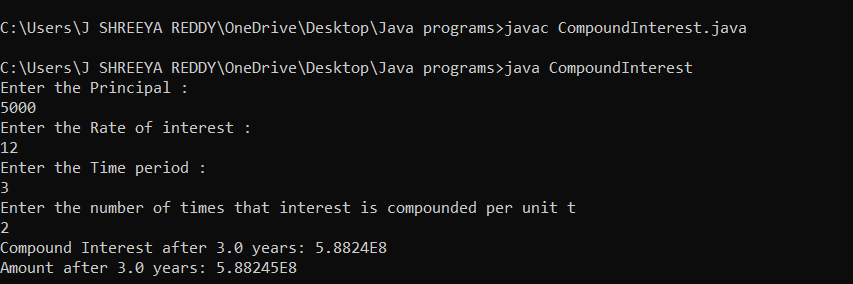 C:\Users\J SHREEYA REDDY\OneDrive\Desktop\Java programs>javac CompoundInterest.java
C:\Users\J SHREEYA REDDY\OneDrive\Desktop\Java programs>java CompoundInterest
Enter the Principal :
5000
Enter the Rate of interest :
12
Enter the Time period :
3
Enter the number of times that interest is compounded per unit t
2
Compound Interest after 3.0 years: 5.8824E8
Amount after 3.0 years: 5.88245E8